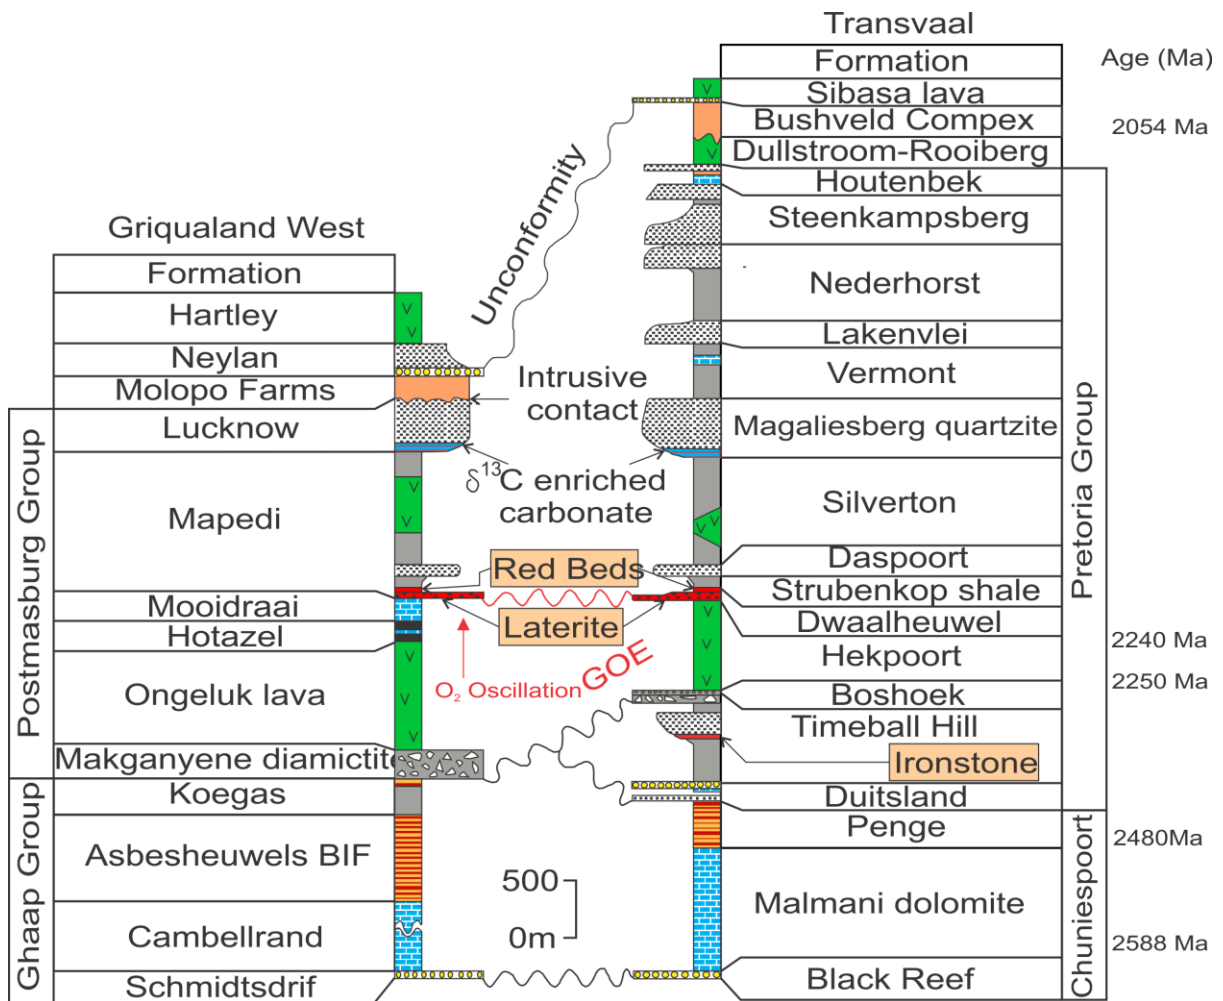 Transvaal
Formation
Age (Ma)
Sibasa lava
Bushveld Compex
2054 Ma
Dullstroom-Rooiberg
Houtenbek
Steenkampsberg
Nederhorst
Lakenvlei
Vermont
Magaliesberg quartzite
Silverton
Daspoort
Strubenkop shale
Dwaalheuwel
Hekpoort
2240 Ma
Boshoek
2250 Ma
Timeball Hill
Duitsland
Penge
2480Ma
Malmani dolomite
2588 Ma
Black Reef
Pretoria Group
Chuniespoort
Griqualand West
Formation
Hartley
Neylan
Molopo Farms
Lucknow
Mapedi
Mooidraai
Hotazel
Ongeluk lava
Makganyene diamictite
Koegas
Asbesheuwels BIF
Cambellrand
Schmidtsdrif
Postmasburg Group
Ghaap Group
Unconformity
Intrusive
contact
δ¹³C enriched
carbonate
Red Beds
Laterite
GOE
O₂ Oscillation
Ironstone
500
0m